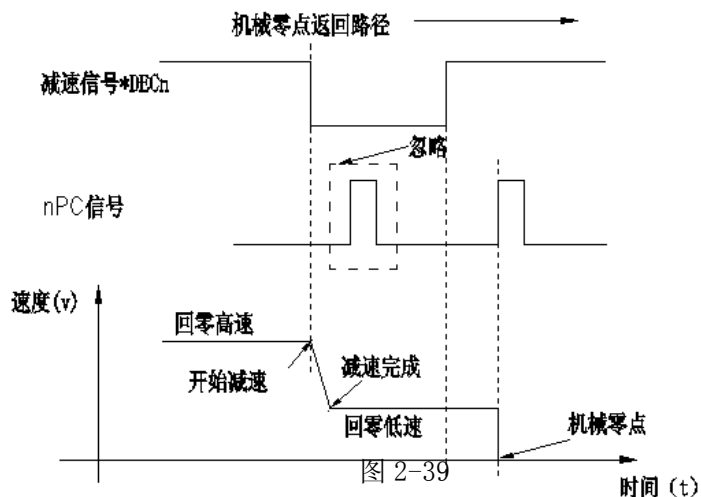 机械零点返回路径
减速信号*DECn
忽略
nPC信号
速度(v)
回零高速
开始减速
减速完成
回零低速
机械零点
图 2-39
时间 (t)